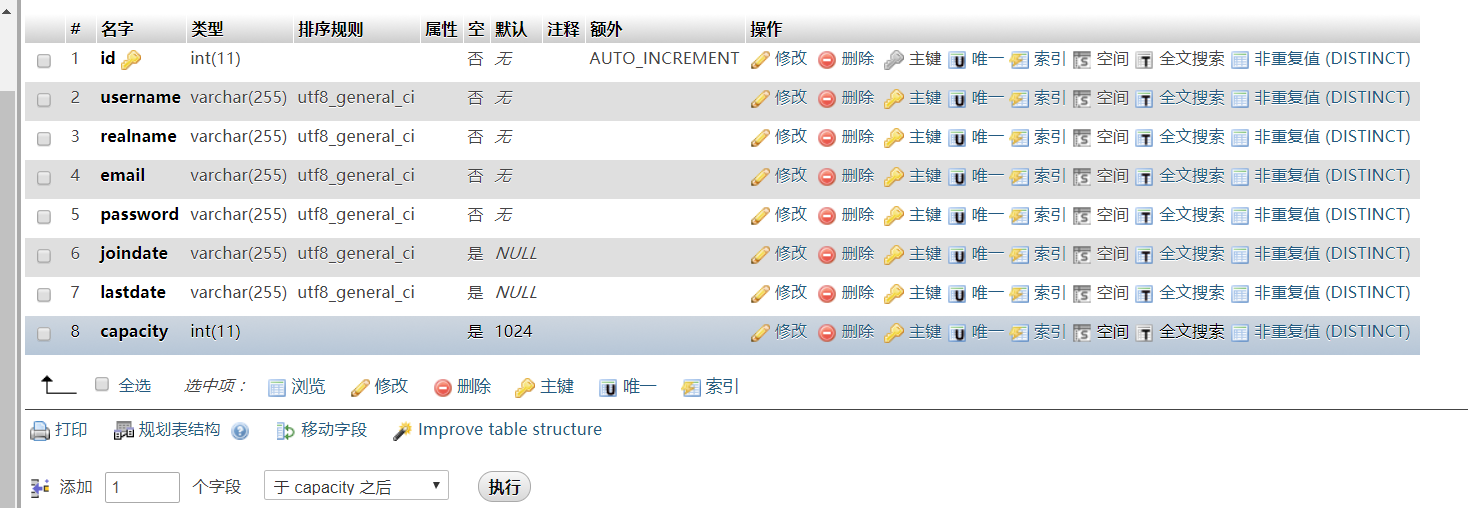 # 名字 类型 排序规则 属性 空 默认 注释 额外 操作
1 id int(11) 否 无 AUTO_INCREMENT 修改 删除 主键 唯一 索引 空间 全文搜索 非重复值 (DISTINCT)
2 username varchar(255) utf8_general_ci 否 无 修改 删除 主键 唯一 索引 空间 全文搜索 非重复值 (DISTINCT)
3 realname varchar(255) utf8_general_ci 否 无 修改 删除 主键 唯一 索引 空间 全文搜索 非重复值 (DISTINCT)
4 email varchar(255) utf8_general_ci 否 无 修改 删除 主键 唯一 索引 空间 全文搜索 非重复值 (DISTINCT)
5 password varchar(255) utf8_general_ci 否 无 修改 删除 主键 唯一 索引 空间 全文搜索 非重复值 (DISTINCT)
6 joindate varchar(255) utf8_general_ci 是 NULL 修改 删除 主键 唯一 索引 空间 全文搜索 非重复值 (DISTINCT)
7 lastdate varchar(255) utf8_general_ci 是 NULL 修改 删除 主键 唯一 索引 空间 全文搜索 非重复值 (DISTINCT)
8 capacity int(11) 是 1024 修改 删除 主键 唯一 索引 空间 全文搜索 非重复值 (DISTINCT)
全选 选中项： 浏览 修改 删除 主键 唯一 索引
打印 规划表结构 移动字段 Improve table structure
添加 1 个字段 于 capacity 之后 执行